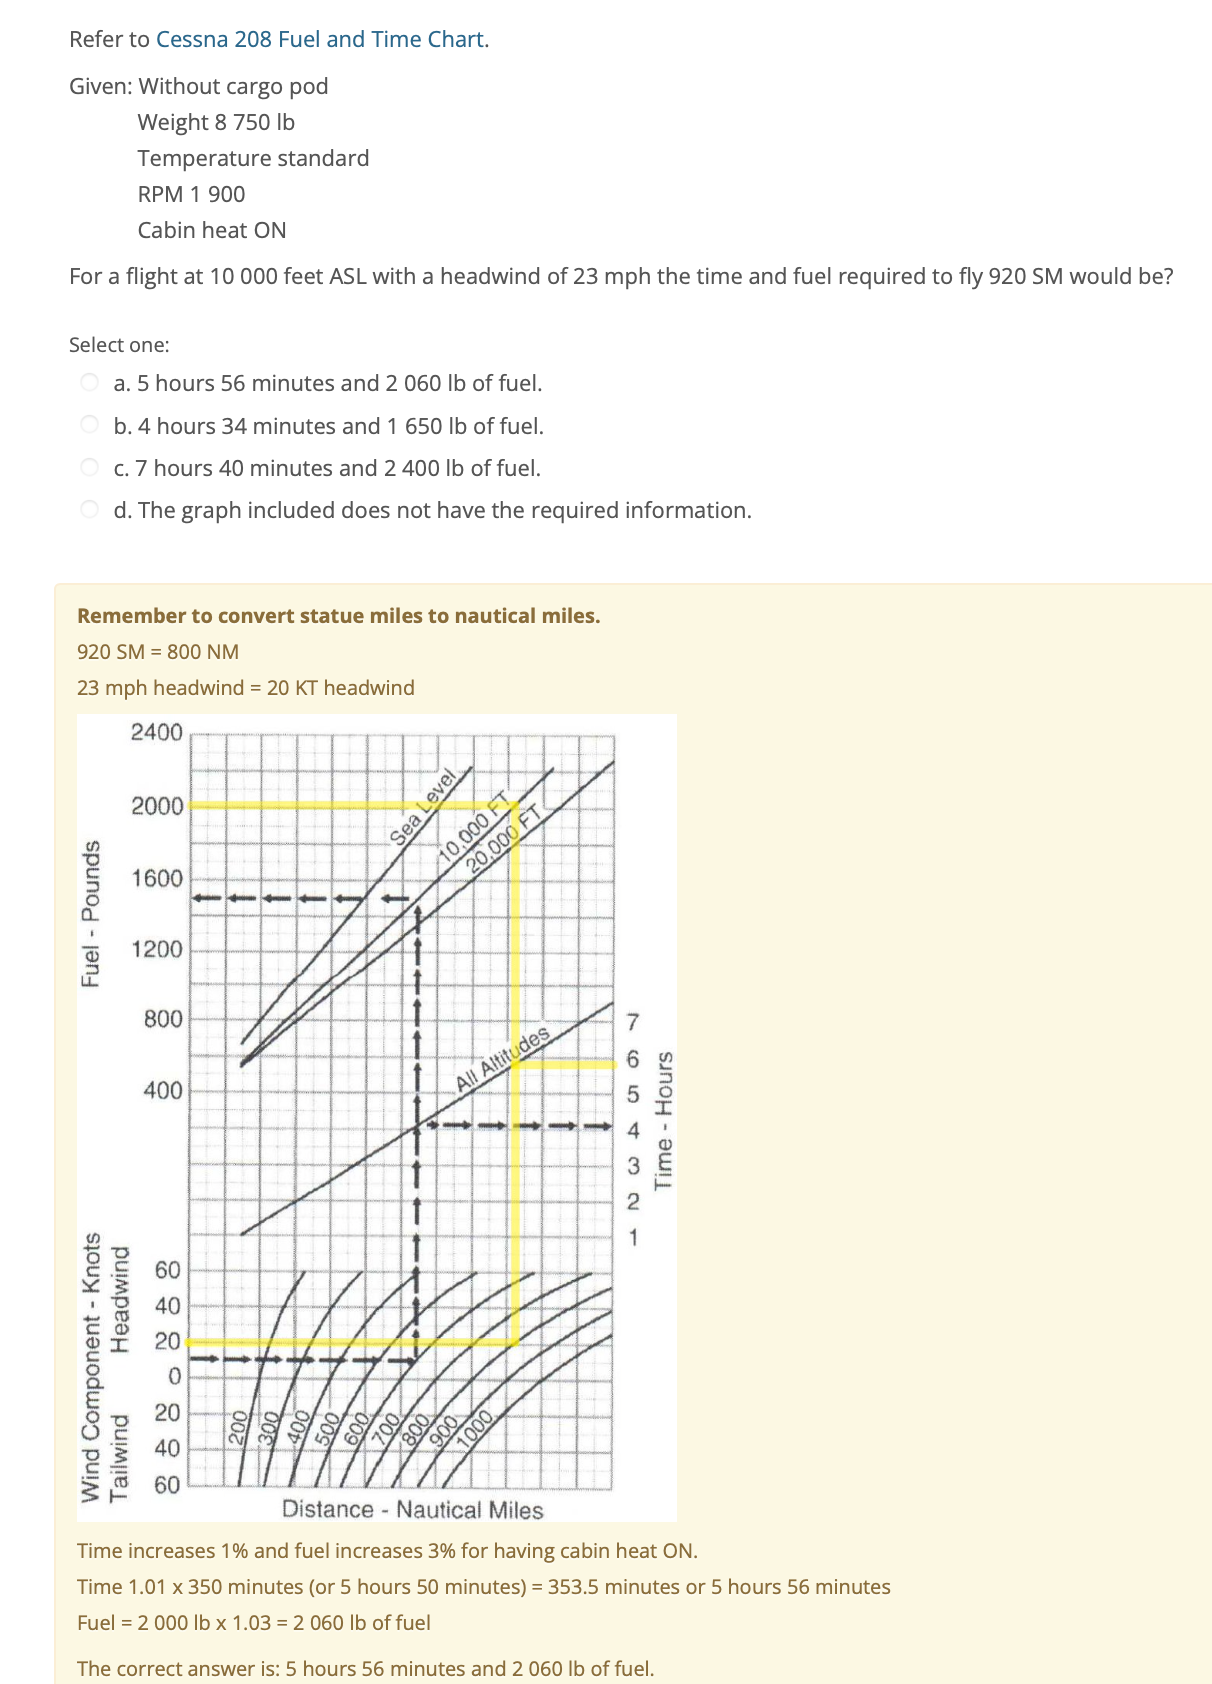 Refer to Cessna 208 Fuel and Time Chart.
Given: Without cargo pod
Weight 8 750 lb
Temperature standard
RPM 1 900
Cabin heat ON
For a flight at 10 000 feet ASL with a headwind of 23 mph the time and fuel required to fly 920 SM would be?
Select one:
a. 5 hours 56 minutes and 2 060 lb of fuel.
b. 4 hours 34 minutes and 1 650 lb of fuel.
c. 7 hours 40 minutes and 2 400 lb of fuel.
d. The graph included does not have the required information.
Remember to convert statue miles to nautical miles.
920 SM = 800 NM
23 mph headwind = 20 KT headwind
2400
2000
1600
1200
800
400
Fuel - Pounds
Sea Level
10,000 FT
20,000 FT
All Altitudes
7
6
5
4
3
2
1
Time - Hours
Wind Component - Knots
Tailwind Headwind
60
40
20
0
20
40
60
200
300
400
500
600
700
800
900
1000
Distance - Nautical Miles
Time increases 1% and fuel increases 3% for having cabin heat ON.
Time 1.01 x 350 minutes (or 5 hours 50 minutes) = 353.5 minutes or 5 hours 56 minutes
Fuel = 2 000 lb x 1.03 = 2 060 lb of fuel
The correct answer is: 5 hours 56 minutes and 2 060 lb of fuel.